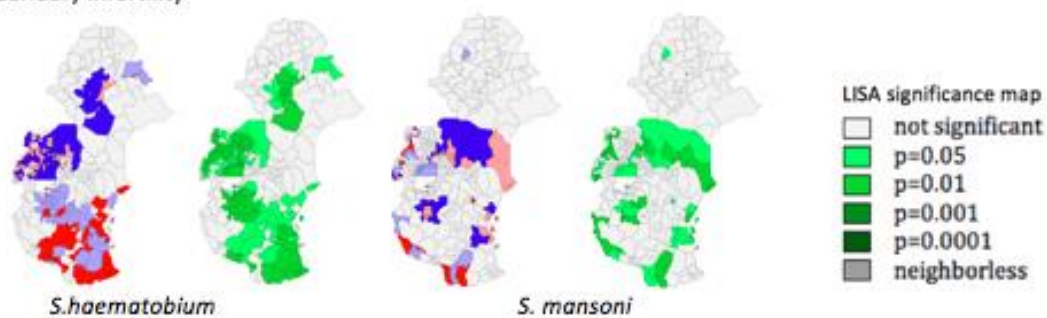 LISA significance map
not significant
p=0.05
p=0.01
p=0.001
p=0.0001
neighborless
S.haematobium
S. mansoni